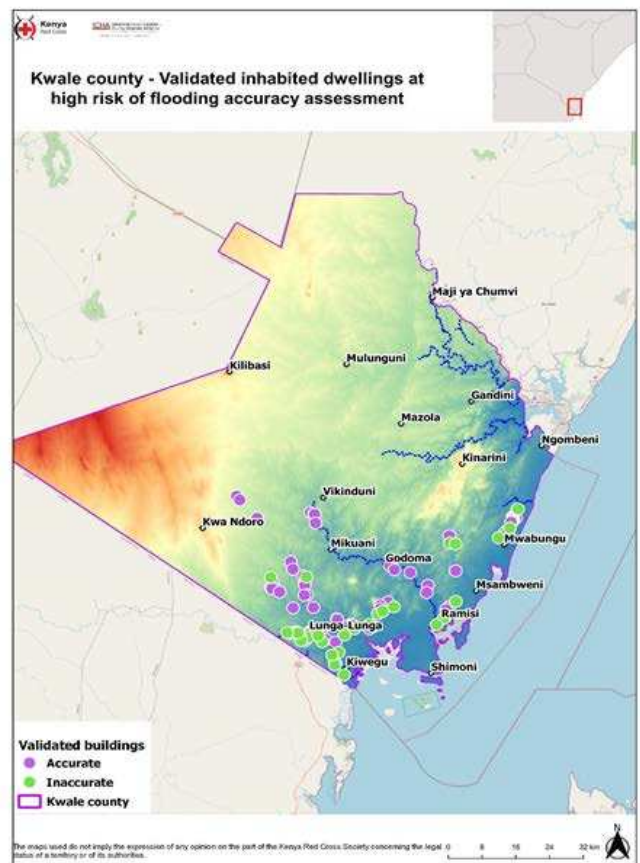 Kenya
Red Cross
ICHA
Kwale county - Validated inhabited dwellings at
high risk of flooding accuracy assessment
Maji ya Chumvi
Kilibasi
Mulunguni
Gandini
Mazola
Ngombeni
Kinarini
Vikinduni
Kwa Ndoro
Mikuani
Mwabungu
Godoma
Msambweni
Ramisi
Lunga-Lunga
Kiwegu
Shimoni
Validated buildings
Accurate
Inaccurate
Kwale county
N
The maps used do not imply the expression of any opinion on the part of the Kenya Red Cross Society concerning the legal
status of a territory or of its authorities.
0 8 16 24 32 km